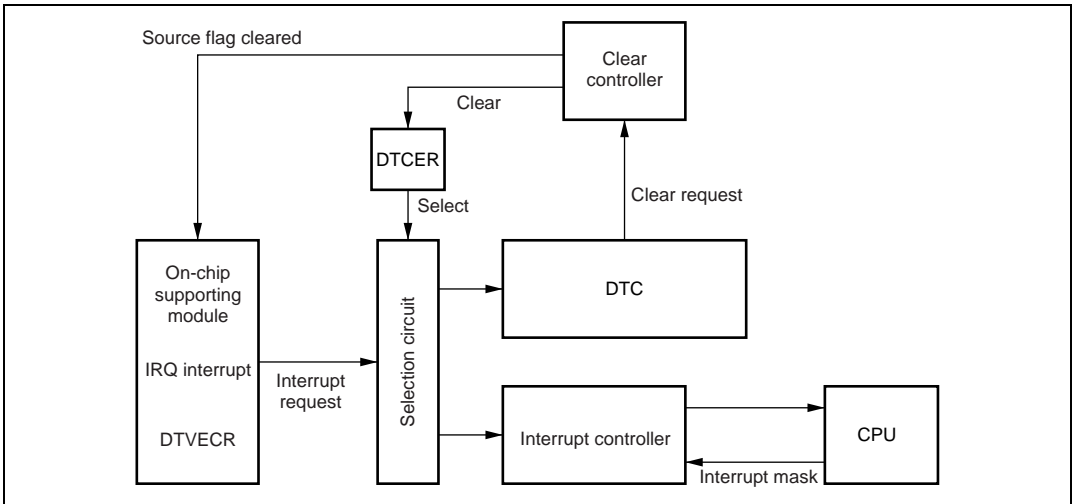 Source flag cleared
Clear
controller
Clear
DTCER
Clear request
Select
On-chip
supporting
module
IRQ interrupt
DTVECR
Interrupt
request
Selection circuit
DTC
Interrupt controller
CPU
Interrupt mask